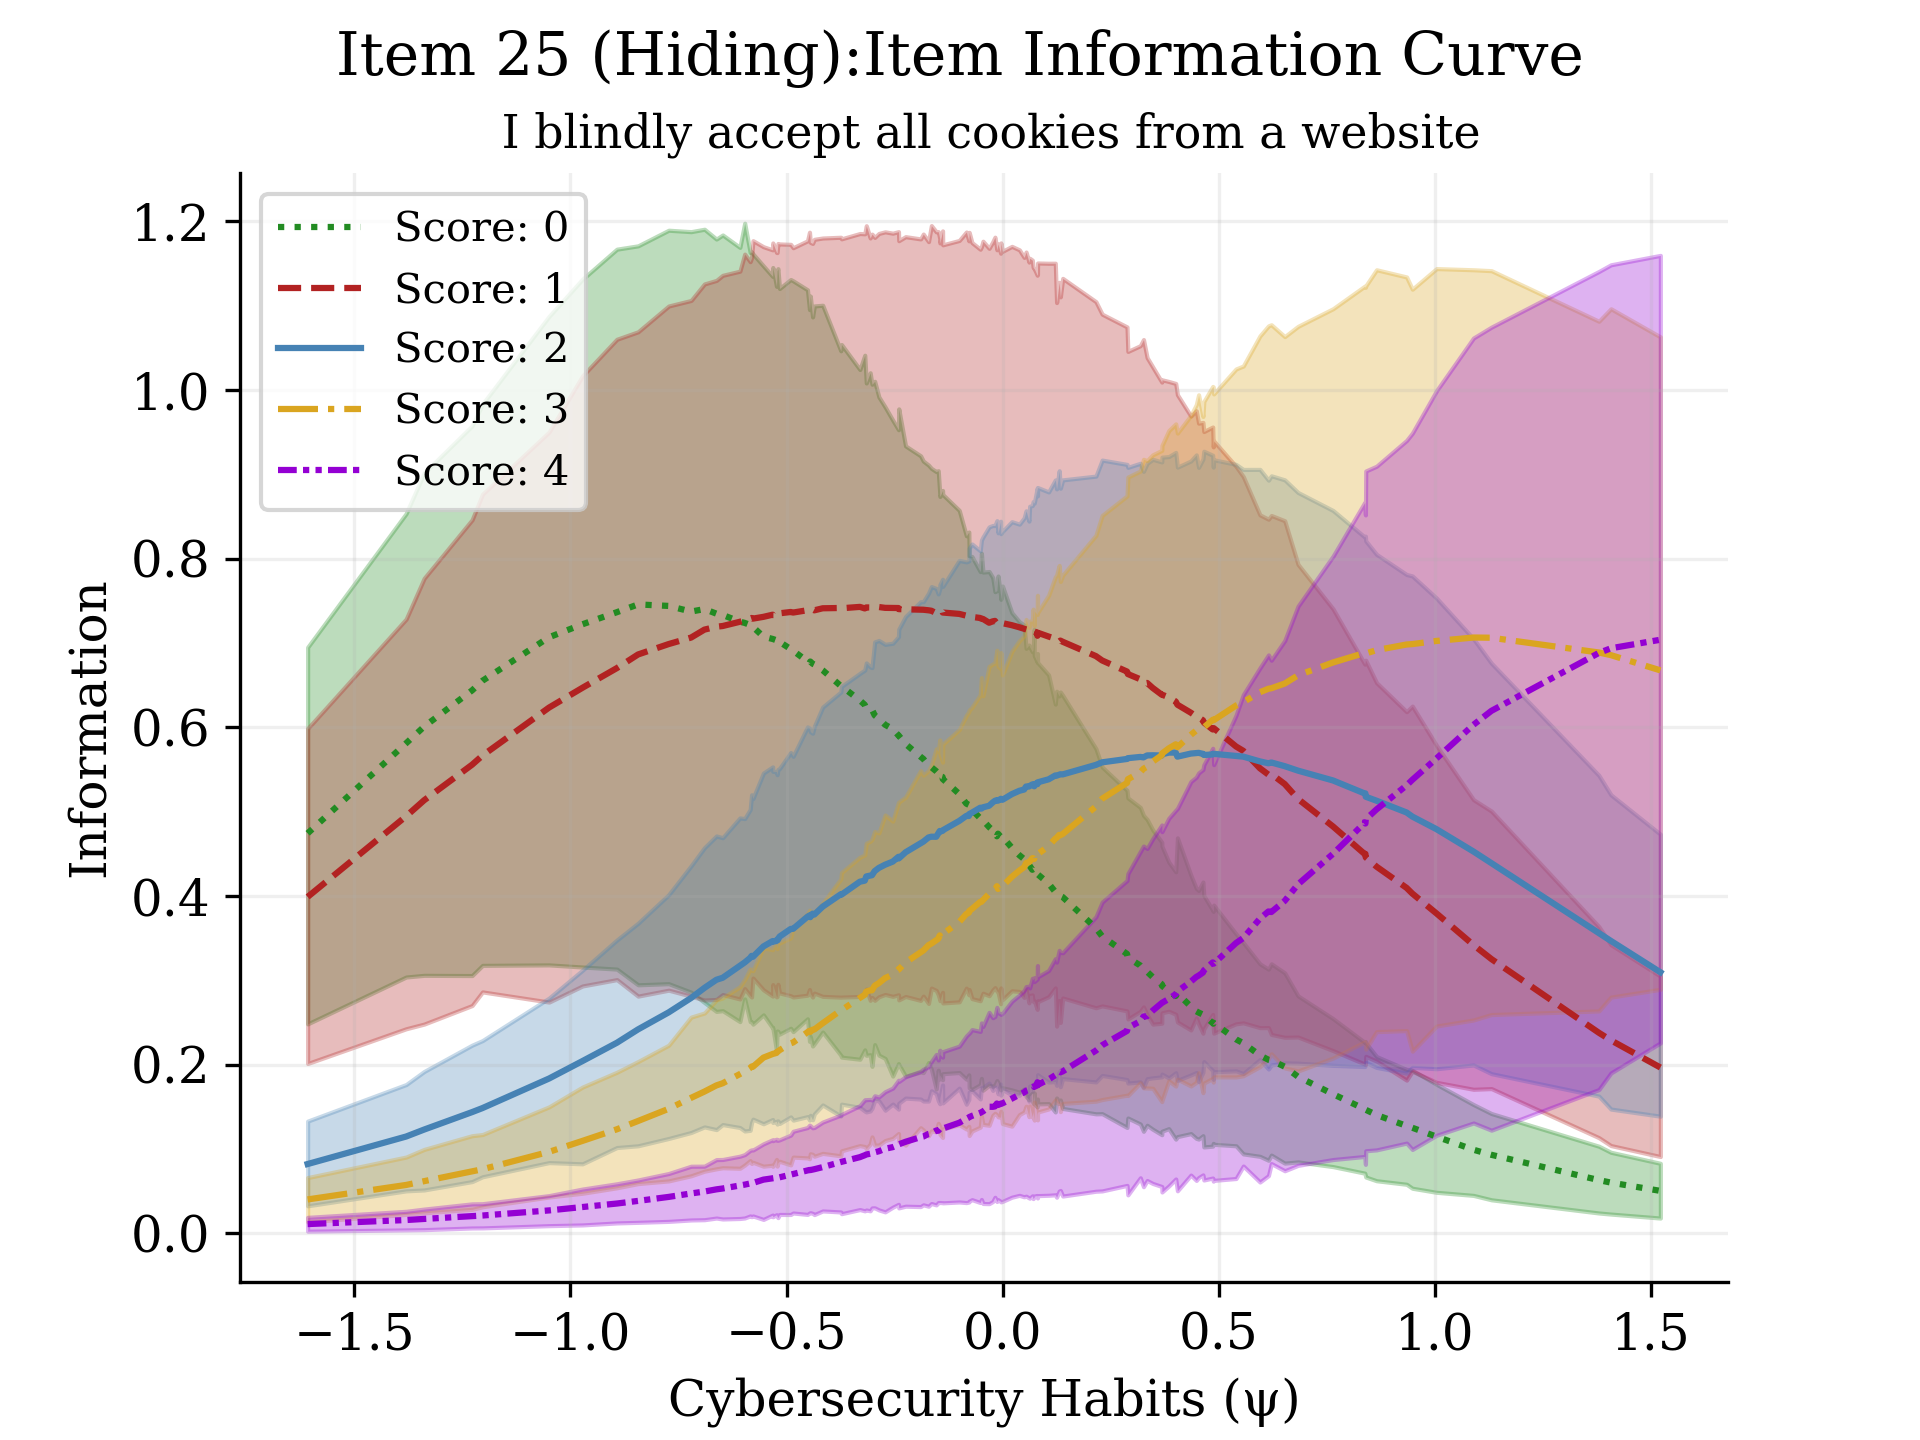 Item 25 (Hiding):Item Information Curve
I blindly accept all cookies from a website
Score: 0
Score: 1
Score: 2
Score: 3
Score: 4
Information
1.2
1.0
0.8
0.6
0.4
0.2
0.0
−1.5 −1.0 −0.5 0.0 0.5 1.0 1.5
Cybersecurity Habits (ψ)